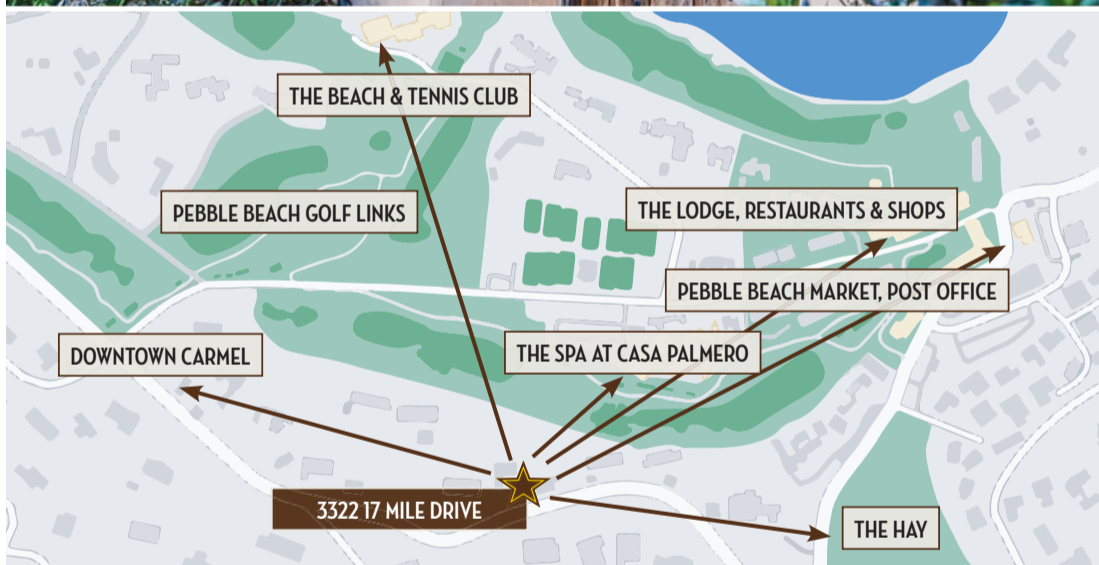 THE BEACH & TENNIS CLUB
PEBBLE BEACH GOLF LINKS
THE LODGE, RESTAURANTS & SHOPS
PEBBLE BEACH MARKET, POST OFFICE
DOWNTOWN CARMEL
THE SPA AT CASA PALMERO
3322 17 MILE DRIVE
THE HAY